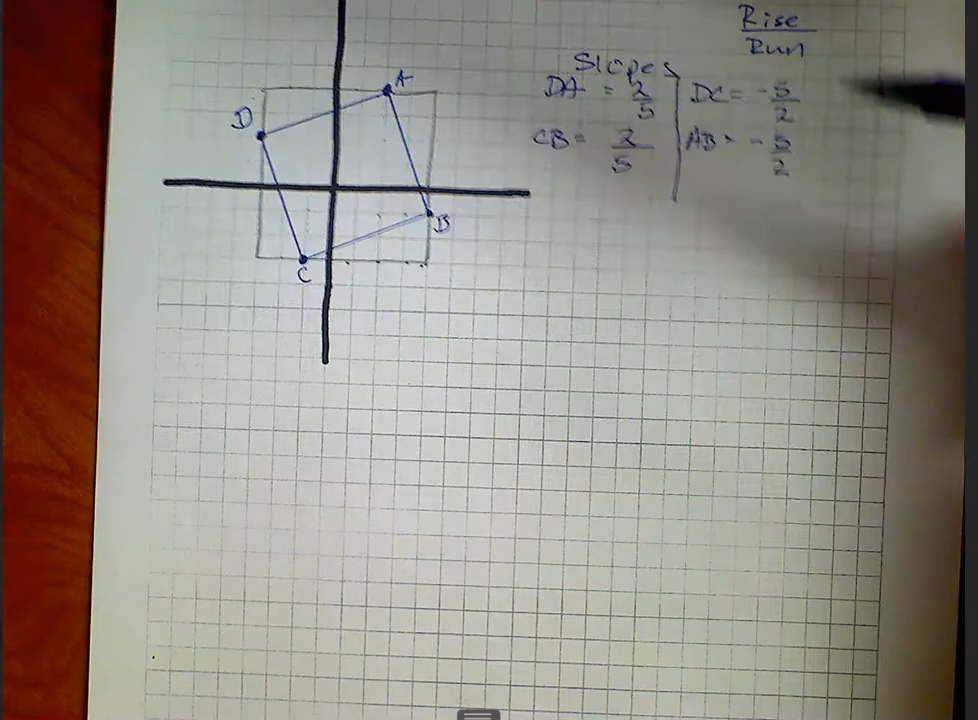 Rise
Run
Slopes
DA = 2/5 | DC = -5/2
CB = 2/5 | AB = -5/2
A
D
B
C